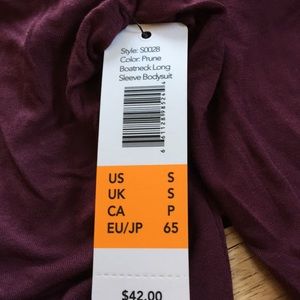 Style: S0028
Color: Prune
Boatneck Long
Sleeve Bodysuit
US S
UK S
CA P
EU/JP 65
$42.00